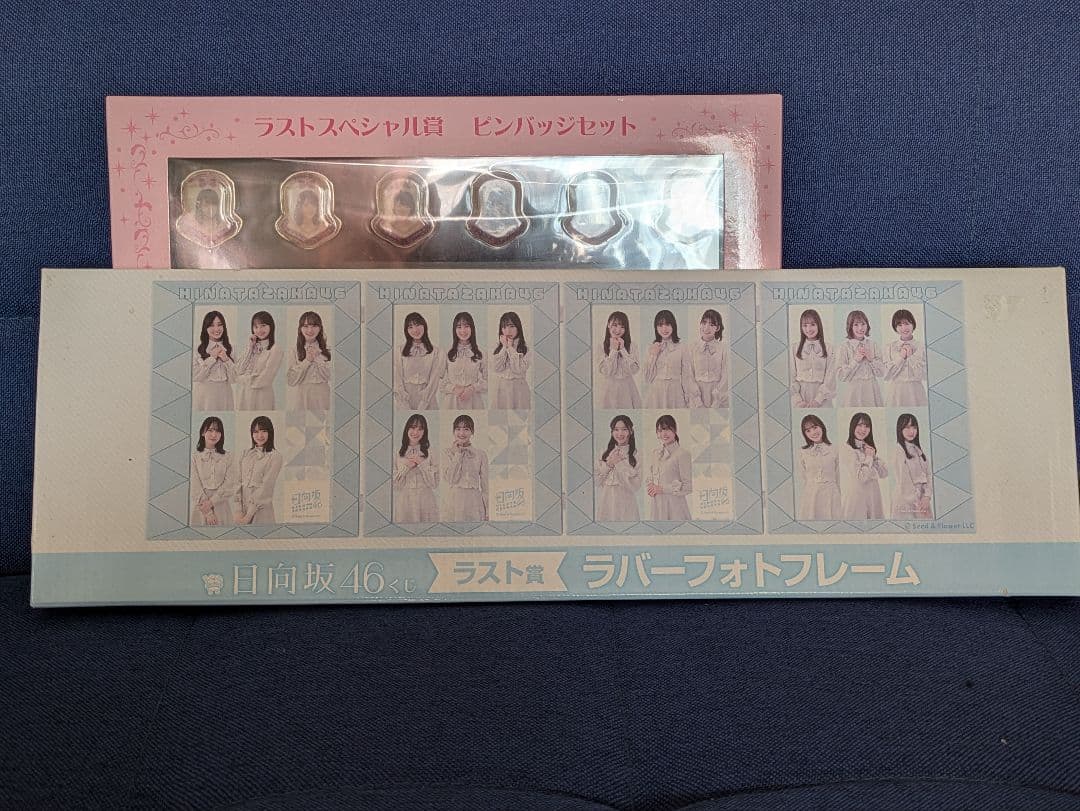 ラストスペシャル賞 ピンバッジセット
HINATAZAKA46 HINATAZAKA46 HINATAZAKA46 HINATAZAKA46
日向坂 日向坂 日向坂
© Seed & Flower LLC
日向坂46くじ ラスト賞 ラバーフォトフレーム